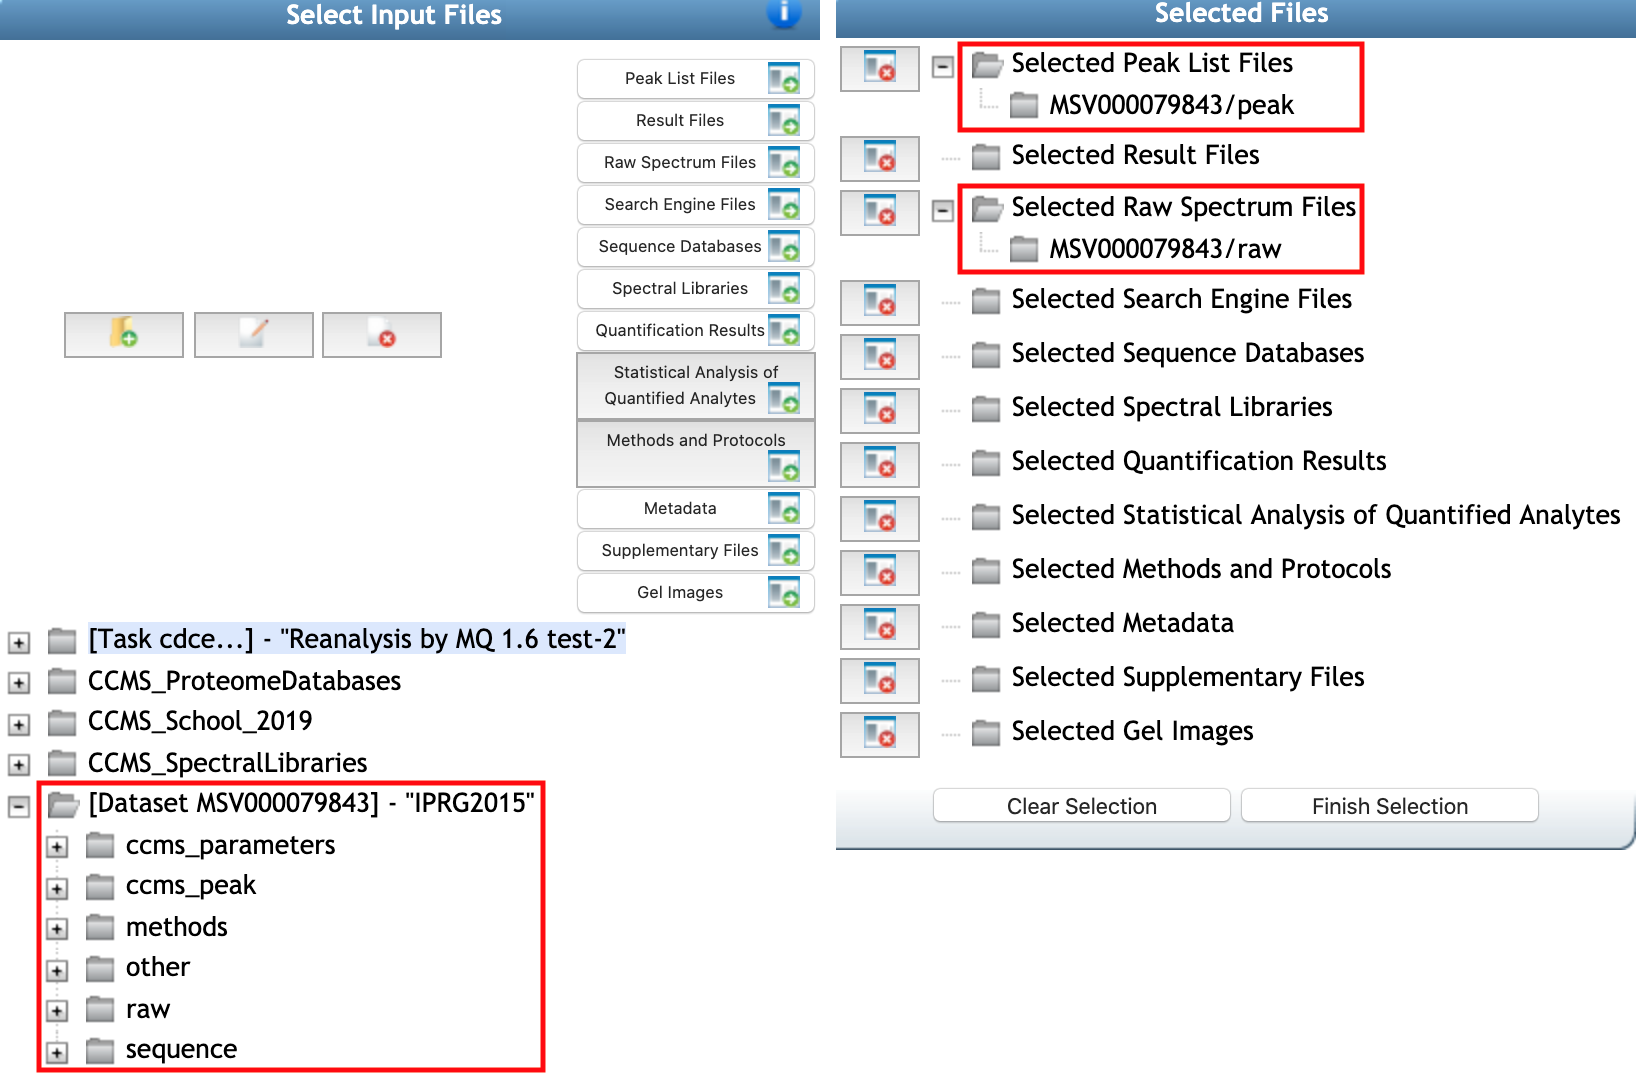 Select Input Files
Peak List Files
Result Files
Raw Spectrum Files
Search Engine Files
Sequence Databases
Spectral Libraries
Quantification Results
Statistical Analysis of
Quantified Analytes
Methods and Protocols
Metadata
Supplementary Files
Gel Images
[Task cdce...] - "Reanalysis by MQ 1.6 test-2"
CCMS_ProteomeDatabases
CCMS_School_2019
CCMS_SpectralLibraries
[Dataset MSV000079843] - "IPRG2015"
ccms_parameters
ccms_peak
methods
other
raw
sequence
Selected Files
Selected Peak List Files
MSV000079843/peak
Selected Result Files
Selected Raw Spectrum Files
MSV000079843/raw
Selected Search Engine Files
Selected Sequence Databases
Selected Spectral Libraries
Selected Quantification Results
Selected Statistical Analysis of Quantified Analytes
Selected Methods and Protocols
Selected Metadata
Selected Supplementary Files
Selected Gel Images
Clear Selection
Finish Selection